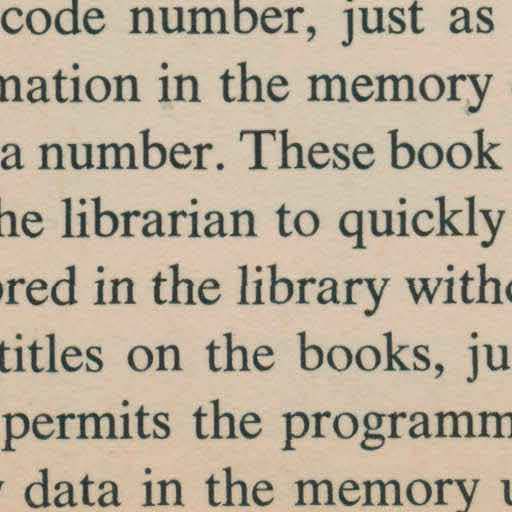 code number, just as
mation in the memory
a number. These book
he librarian to quickly
ored in the library witho
titles on the books, ju
permits the programm
y data in the memory u